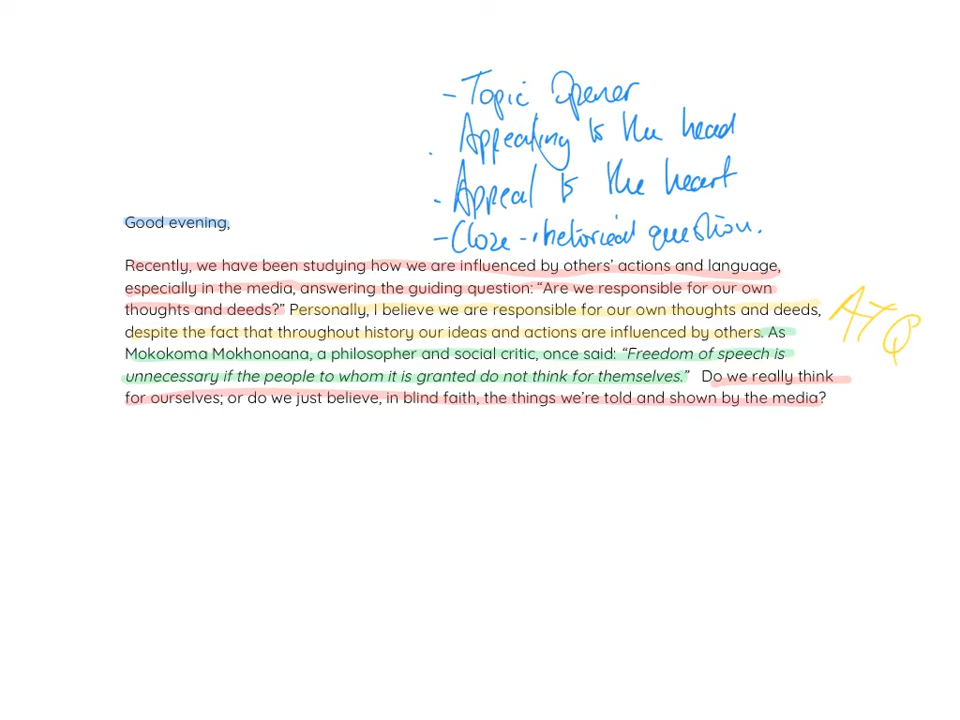 - Topic Opener
. Appealing to the head
. Appeal to the heart
- Close - rhetorical question.
Good evening,
Recently, we have been studying how we are influenced by others’ actions and language,
especially in the media, answering the guiding question: “Are we responsible for our own
thoughts and deeds?” Personally, I believe we are responsible for our own thoughts and deeds,
despite the fact that throughout history our ideas and actions are influenced by others. As
Mokokoma Mokhonoana, a philosopher and social critic, once said: “Freedom of speech is
unnecessary if the people to whom it is granted do not think for themselves.” Do we really think
for ourselves; or do we just believe, in blind faith, the things we’re told and shown by the media?
ATQ